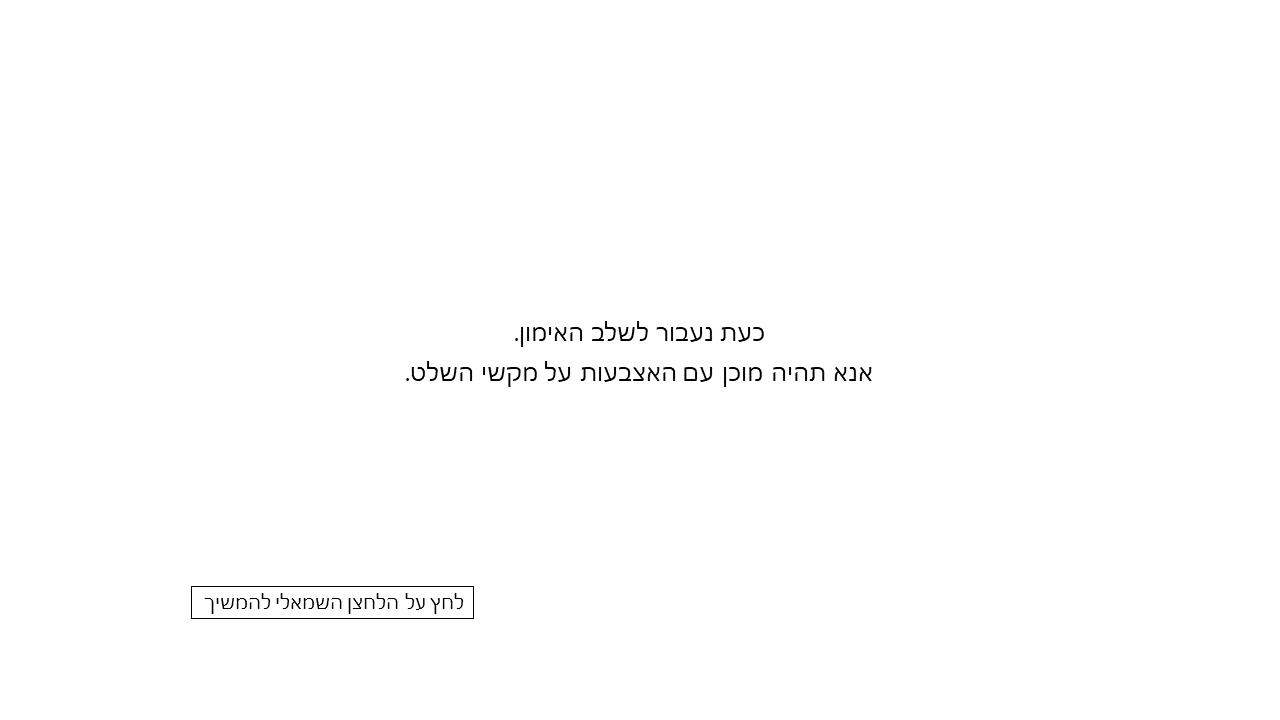 כעת נעבור לשלב האימון.
אנא תהיה מוכן עם האצבעות על מקשי השלט.
לחץ על הלחצן השמאלי להמשיך